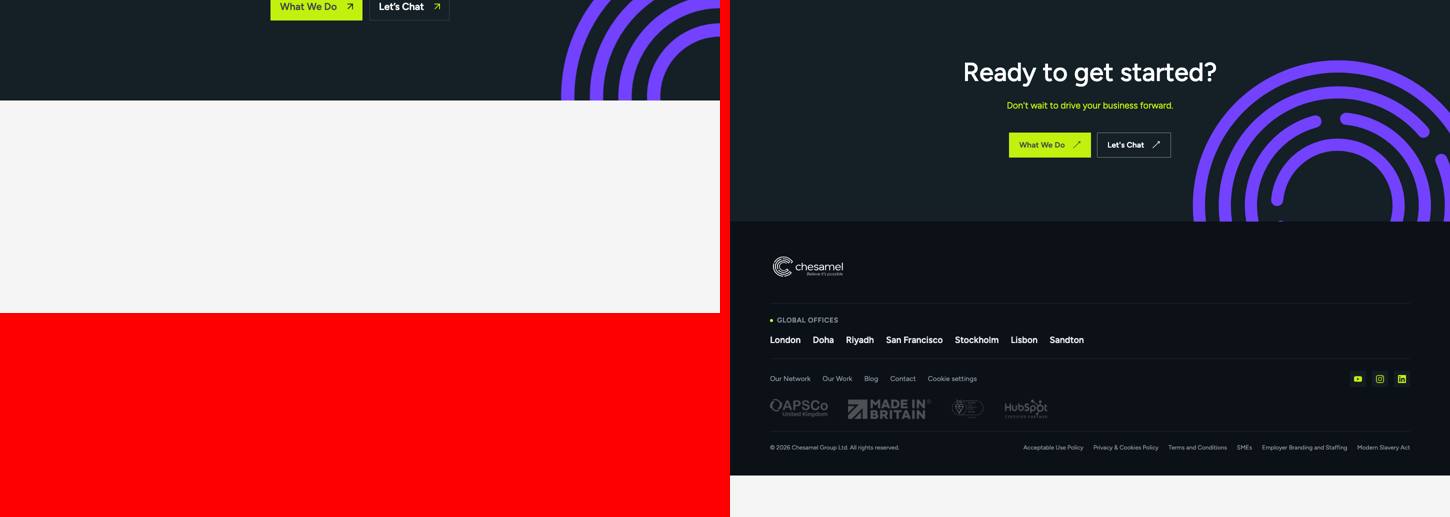 What We Do
Let's Chat
Ready to get started?
Don't wait to drive your business forward.
What We Do
Let's Chat
chesamel
Believe it's possible
GLOBAL OFFICES
London Doha Riyadh San Francisco Stockholm Lisbon Sandton
Our Network Our Work Blog Contact Cookie settings
APSCo
United Kingdom
MADE IN
BRITAIN
HubSpot
© 2026 Chesamel Group Ltd. All rights reserved.
Acceptable Use Policy Privacy & Cookies Policy Terms and Conditions SMEs Employer Branding and Staffing Modern Slavery Act